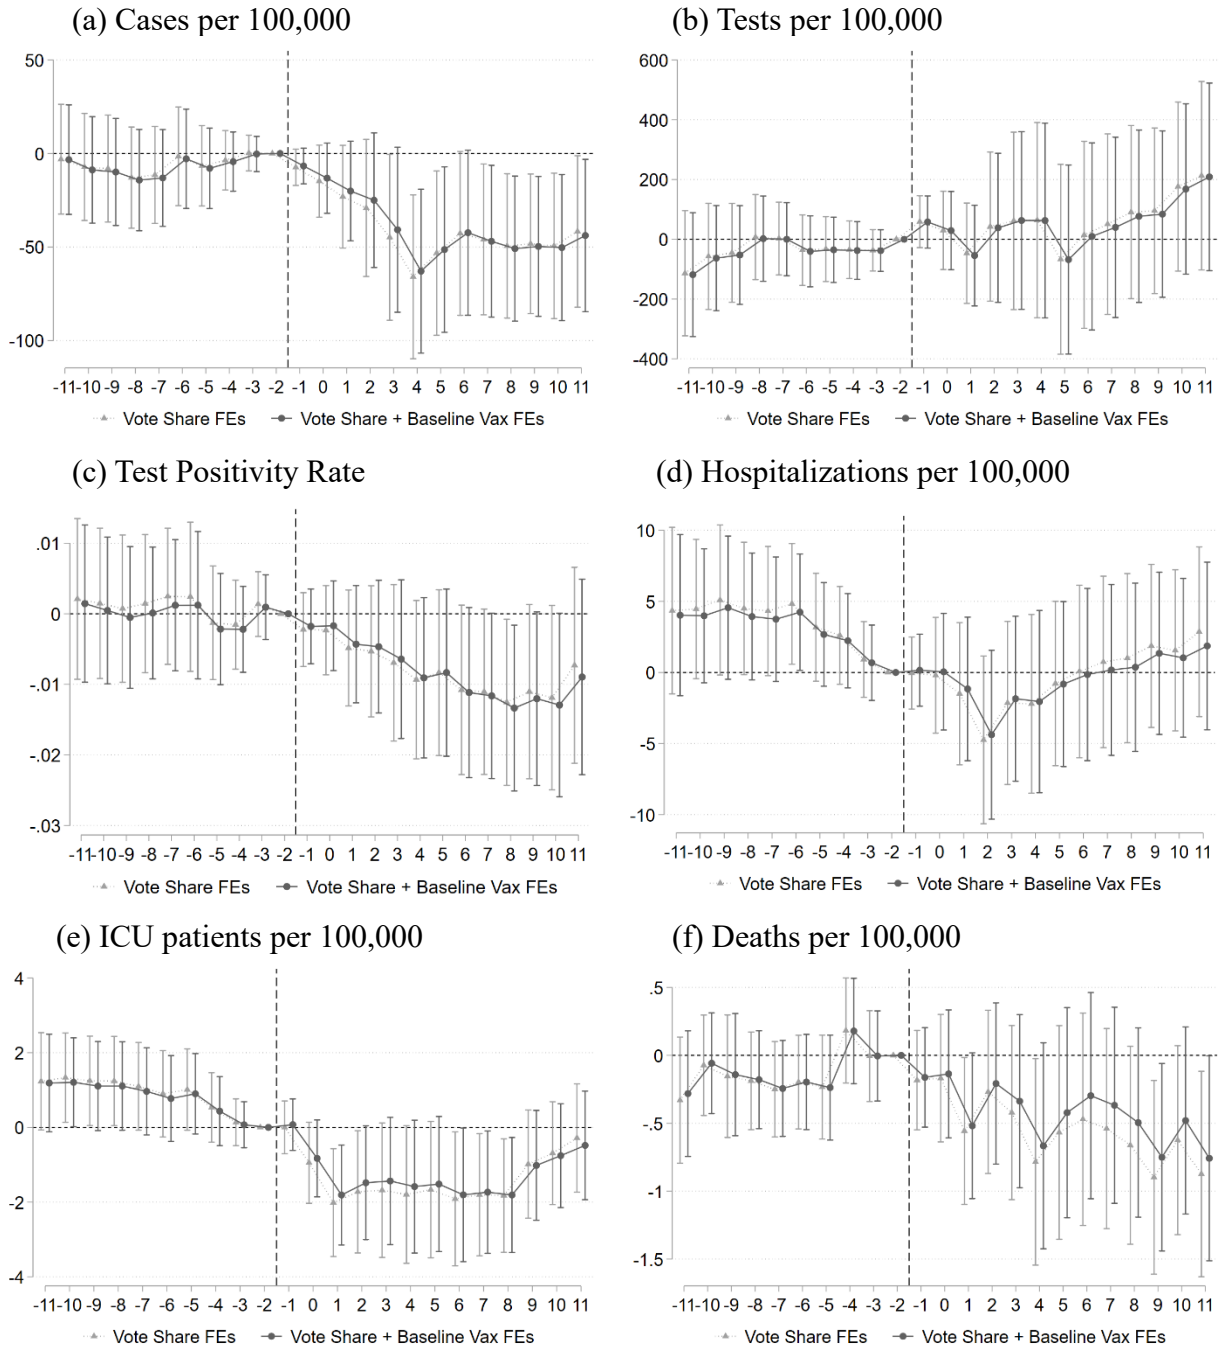 (a) Cases per 100,000
50
0
-50
-100
-11 -10 -9 -8 -7 -6 -5 -4 -3 -2 -1 0 1 2 3 4 5 6 7 8 9 10 11
Vote Share FEs Vote Share + Baseline Vax FEs
(b) Tests per 100,000
600
400
200
0
-200
-400
-11 -10 -9 -8 -7 -6 -5 -4 -3 -2 -1 0 1 2 3 4 5 6 7 8 9 10 11
Vote Share FEs Vote Share + Baseline Vax FEs
(c) Test Positivity Rate
.01
0
-.01
-.02
-.03
-11 -10 -9 -8 -7 -6 -5 -4 -3 -2 -1 0 1 2 3 4 5 6 7 8 9 10 11
Vote Share FEs Vote Share + Baseline Vax FEs
(d) Hospitalizations per 100,000
10
5
0
-5
-10
-11 -10 -9 -8 -7 -6 -5 -4 -3 -2 -1 0 1 2 3 4 5 6 7 8 9 10 11
Vote Share FEs Vote Share + Baseline Vax FEs
(e) ICU patients per 100,000
4
2
0
-2
-4
-11 -10 -9 -8 -7 -6 -5 -4 -3 -2 -1 0 1 2 3 4 5 6 7 8 9 10 11
Vote Share FEs Vote Share + Baseline Vax FEs
(f) Deaths per 100,000
.5
0
-.5
-1
-1.5
-11 -10 -9 -8 -7 -6 -5 -4 -3 -2 -1 0 1 2 3 4 5 6 7 8 9 10 11
Vote Share FEs Vote Share + Baseline Vax FEs